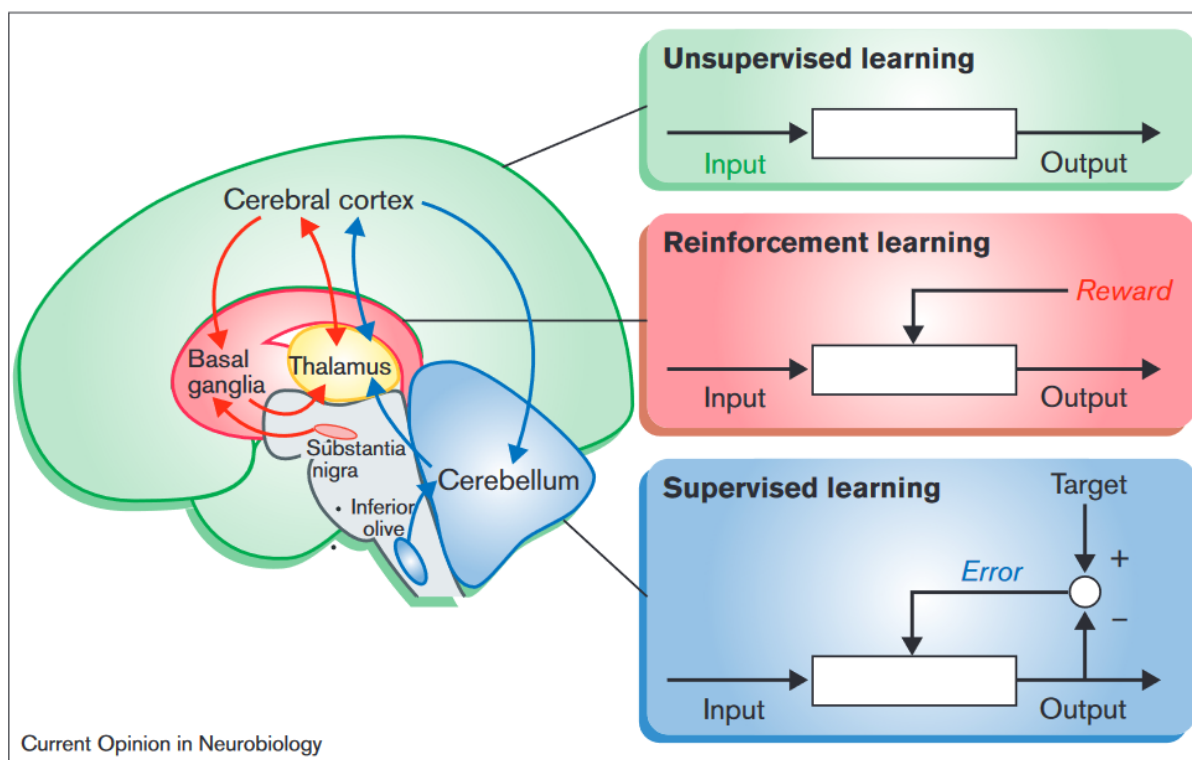 Unsupervised learning
Input
Output
Cerebral cortex
Reinforcement learning
Reward
Basal
ganglia
Thalamus
Input
Output
Substantia
nigra
Cerebellum
Inferior
olive
Supervised learning
Target
+
Error
−
Input
Output
Current Opinion in Neurobiology